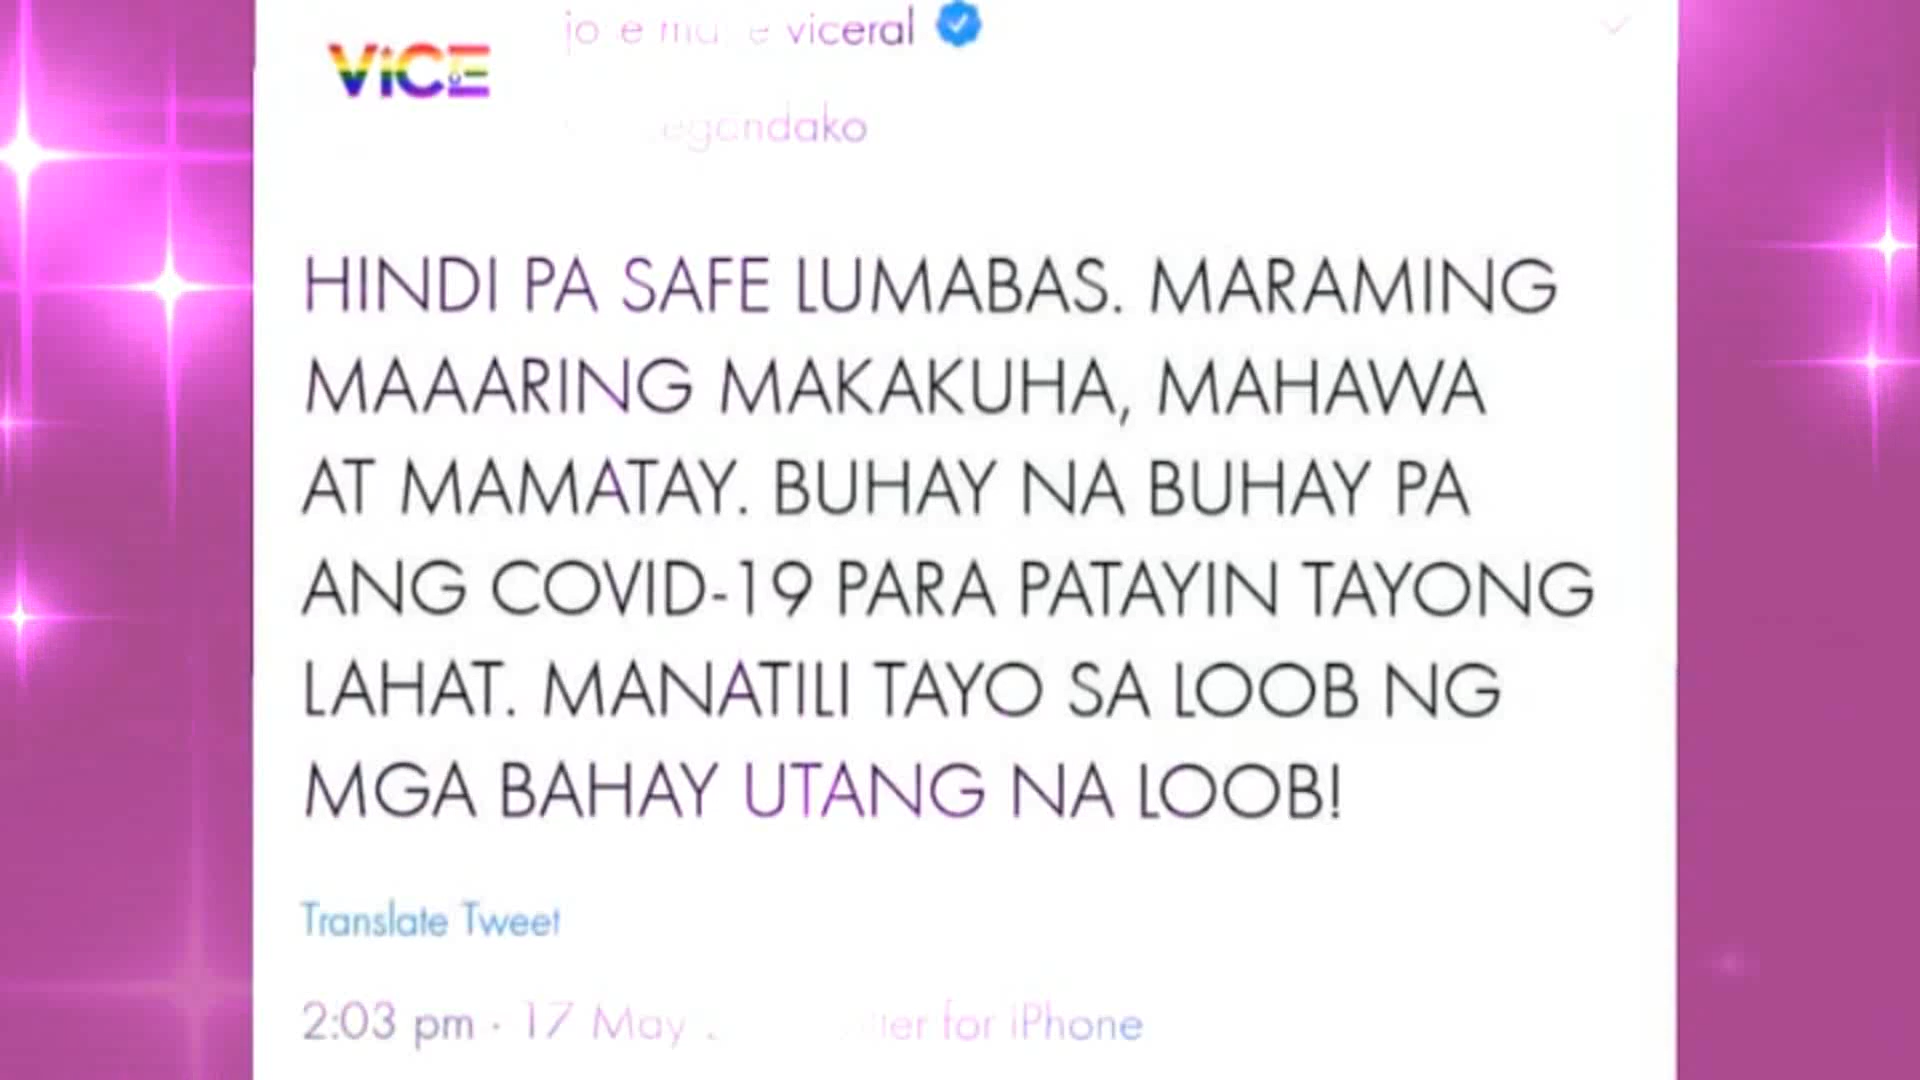 VICE
viceral
HINDI PA SAFE LUMABAS. MARAMING
MAAARING MAKAKUHA, MAHAWA
AT MAMATAY. BUHAY NA BUHAY PA
ANG COVID-19 PARA PATAYIN TAYONG
LAHAT. MANATILI TAYO SA LOOB NG
MGA BAHAY UTANG NA LOOB!
Translate Tweet
2:03 pm · 17 May for iPhone